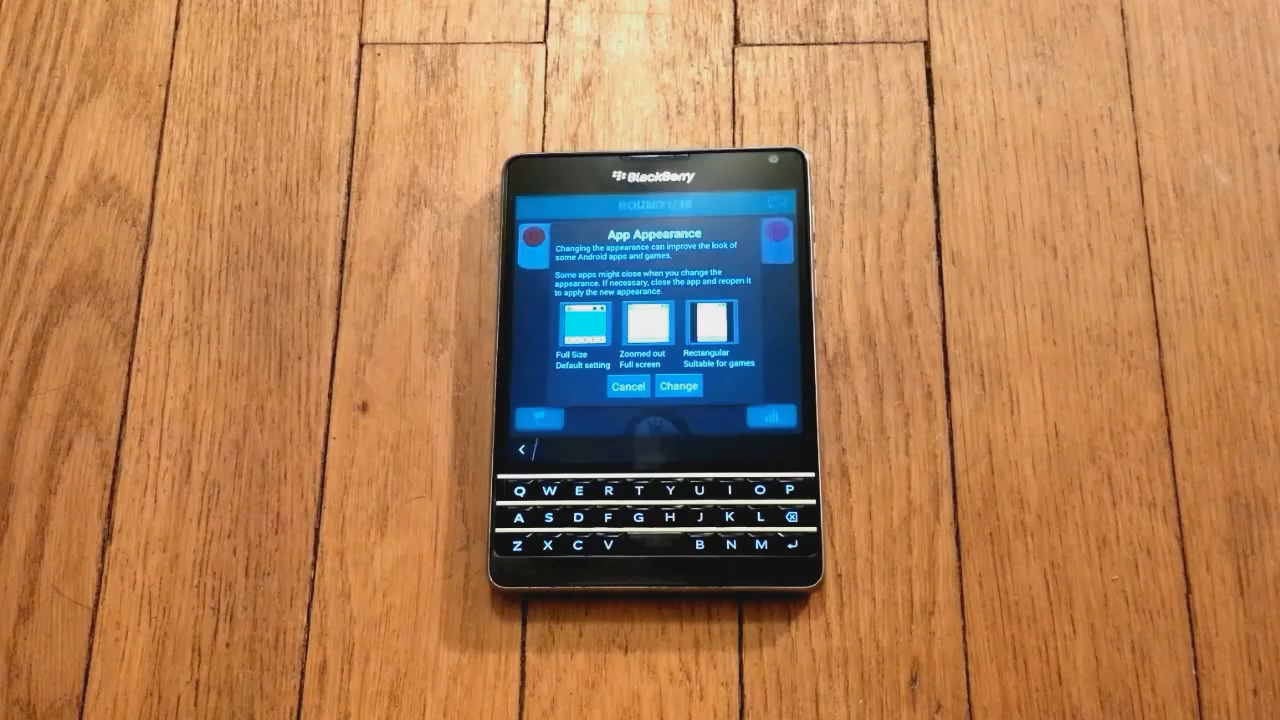 BlackBerry
App Appearance
Changing the appearance can improve the look of
some Android apps and games.
Some apps might close when you change the
appearance. If necessary, close the app and reopen it
to apply the new appearance.
Full Size Zoomed out Rectangular
Default setting Full screen Suitable for games
Cancel Change
Q W E R T Y U I O P
A S D F G H J K L
Z X C V B N M